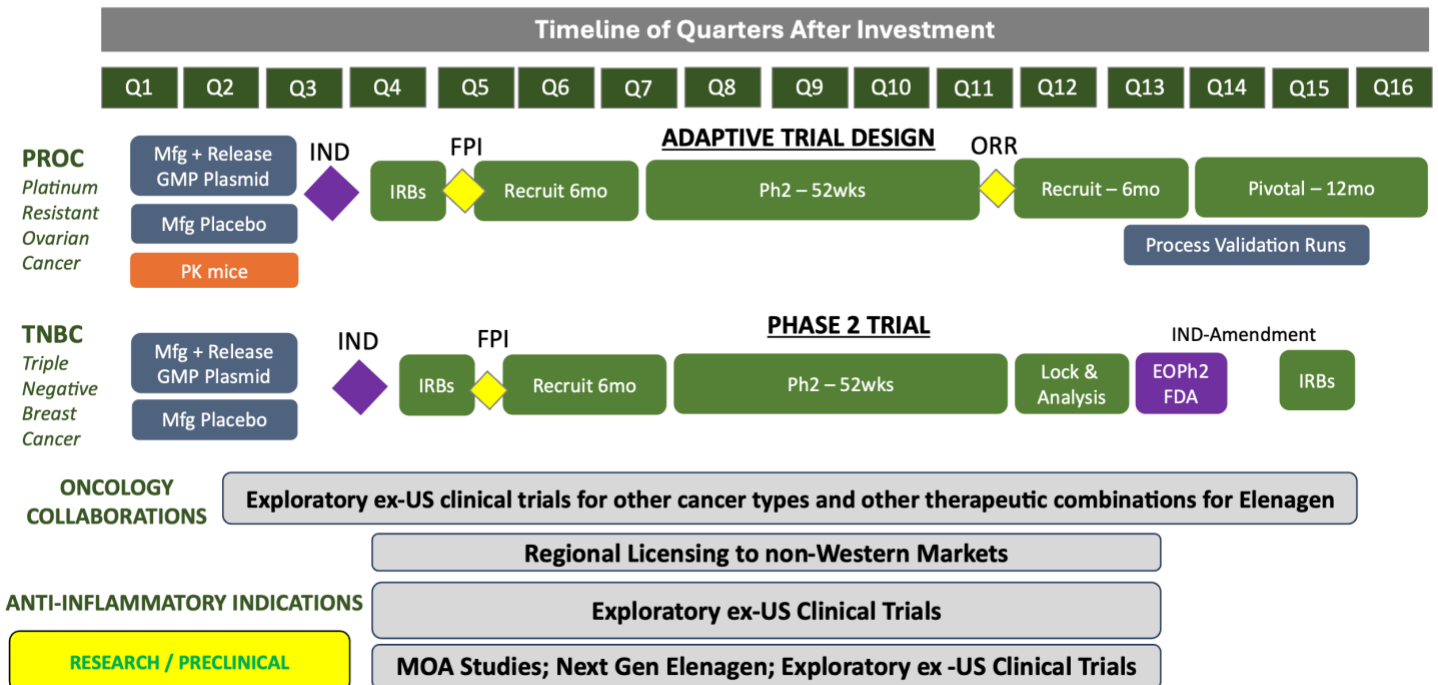 Timeline of Quarters After Investment
Q1 Q2 Q3 Q4 Q5 Q6 Q7 Q8 Q9 Q10 Q11 Q12 Q13 Q14 Q15 Q16
ADAPTIVE TRIAL DESIGN
PROC
Platinum
Resistant
Ovarian
Cancer
Mfg + Release
GMP Plasmid
Mfg Placebo
PK mice
IND
IRBs
FPI
Recruit 6mo
Ph2 – 52wks
ORR
Recruit – 6mo
Pivotal – 12mo
Process Validation Runs
PHASE 2 TRIAL
TNBC
Triple
Negative
Breast
Cancer
Mfg + Release
GMP Plasmid
Mfg Placebo
IND
IRBs
FPI
Recruit 6mo
Ph2 – 52wks
Lock &
Analysis
IND-Amendment
EOPh2
FDA
IRBs
ONCOLOGY
COLLABORATIONS
Exploratory ex-US clinical trials for other cancer types and other therapeutic combinations for Elenagen
Regional Licensing to non-Western Markets
ANTI-INFLAMMATORY INDICATIONS
Exploratory ex-US Clinical Trials
RESEARCH / PRECLINICAL
MOA Studies; Next Gen Elenagen; Exploratory ex -US Clinical Trials